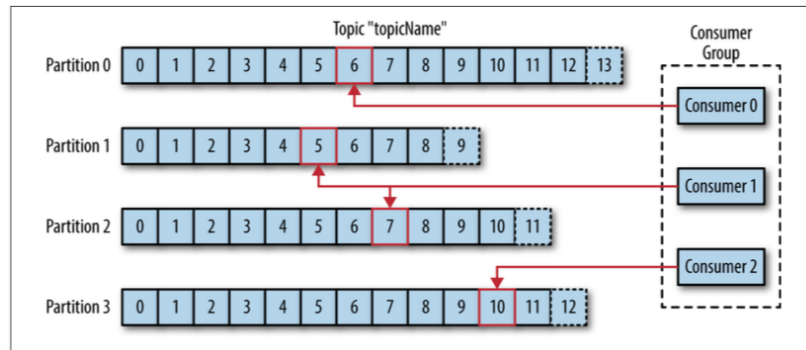 Topic "topicName"
Consumer
Group
Partition 0 0 1 2 3 4 5 6 7 8 9 10 11 12 13
Consumer 0
Partition 1 0 1 2 3 4 5 6 7 8 9
Consumer 1
Partition 2 0 1 2 3 4 5 6 7 8 9 10 11
Consumer 2
Partition 3 0 1 2 3 4 5 6 7 8 9 10 11 12